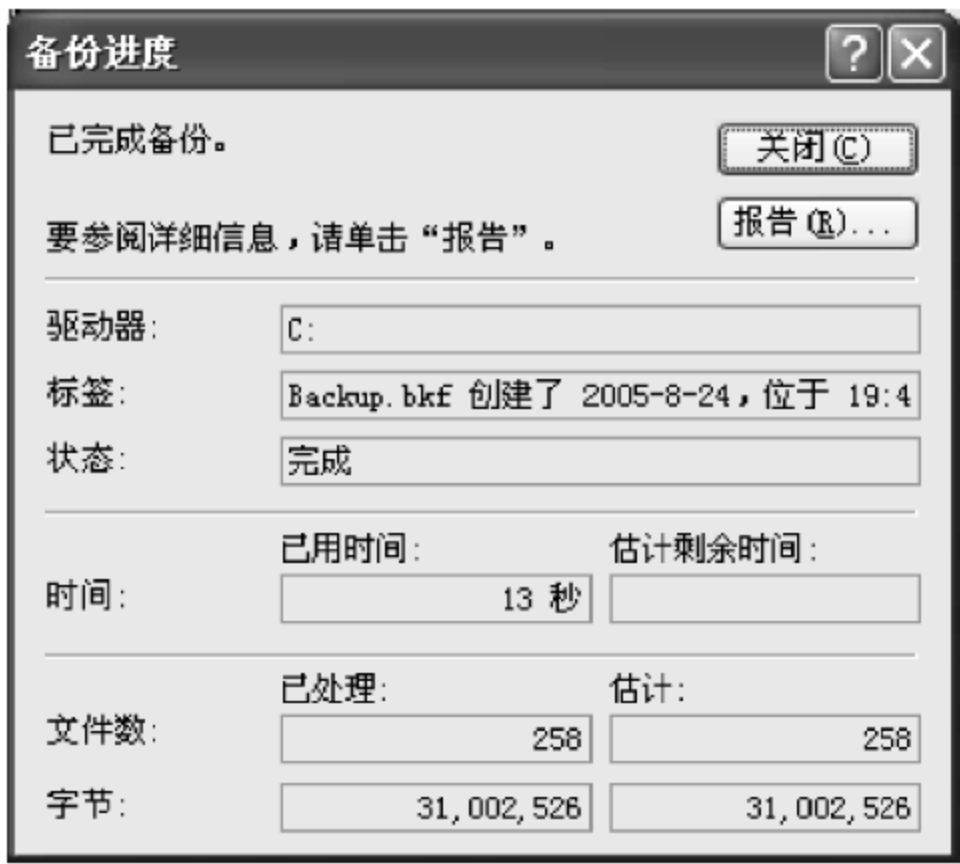 备份进度
已完成备份。
关闭(C)
要参阅详细信息，请单击“报告”。
报告(R)...
驱动器: C:
标签: Backup.bkf 创建了 2005-8-24，位于 19:4
状态: 完成
已用时间: 估计剩余时间:
时间: 13 秒
已处理: 估计:
文件数: 258 258
字节: 31,002,526 31,002,526